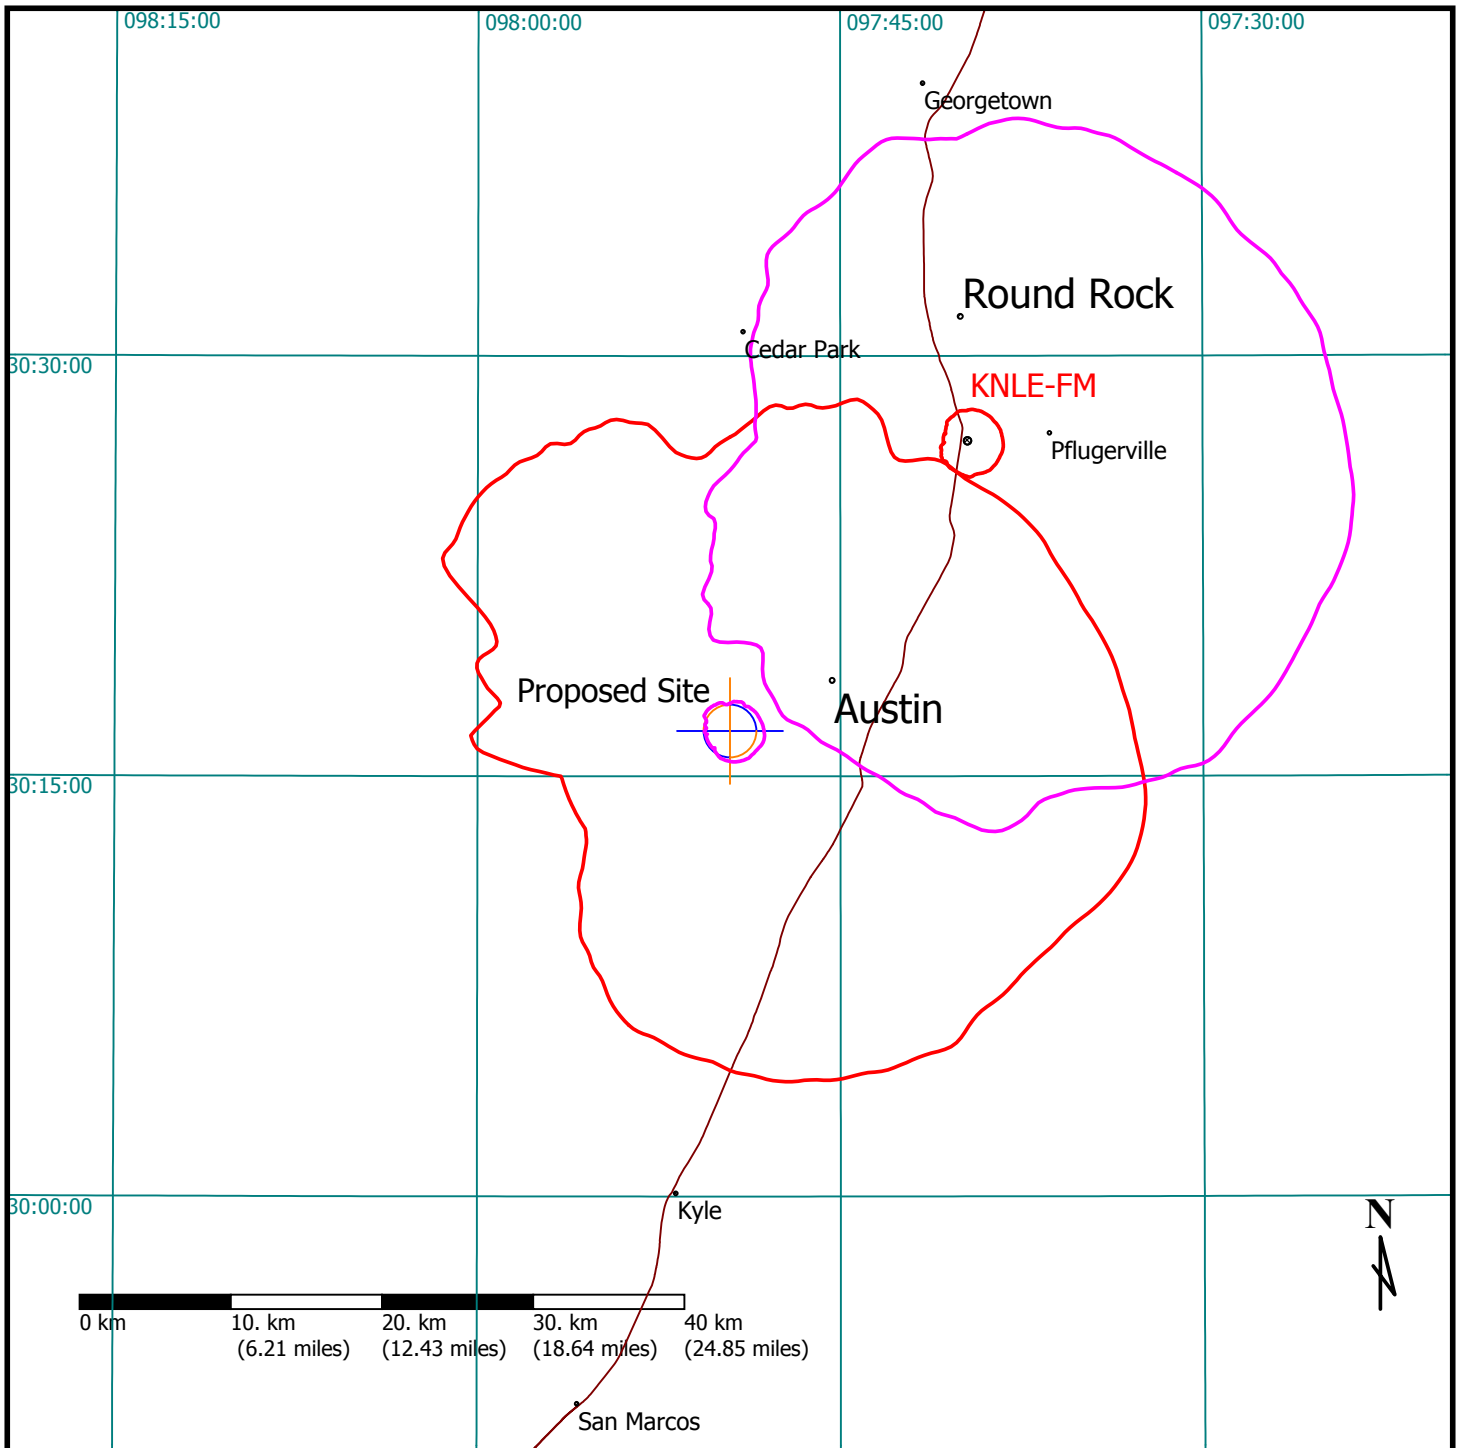 098:15:00
098:00:00
097:45:00
097:30:00
Georgetown
Round Rock
Cedar Park
30:30:00
KNLE-FM
Pflugerville
Proposed Site
Austin
30:15:00
30:00:00
Kyle
N
0 km
10. km
20. km
30. km
40 km
(6.21 miles)
(12.43 miles)
(18.64 miles)
(24.85 miles)
San Marcos